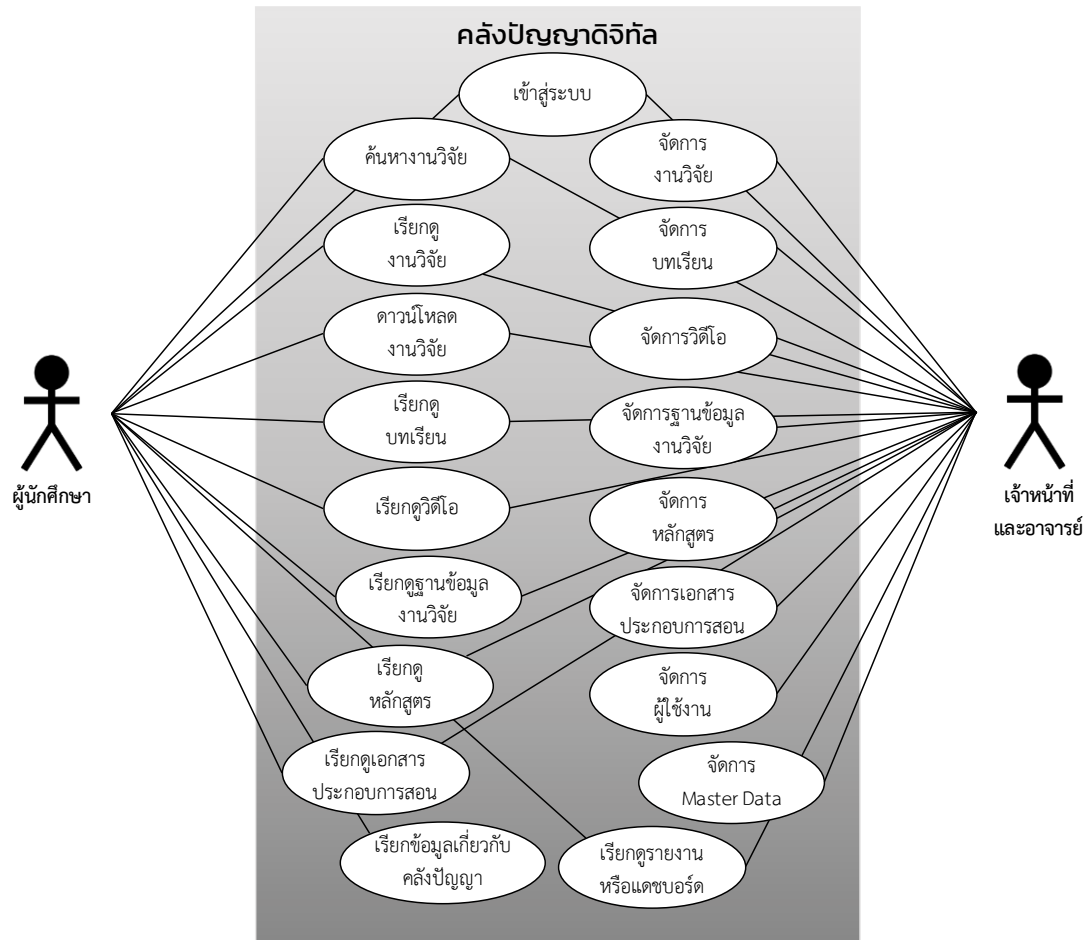 คลังปัญญาดิจิทัล
เข้าสู่ระบบ
ค้นหางานวิจัย
จัดการ
งานวิจัย
เรียกดู
งานวิจัย
จัดการ
บทเรียน
ดาวน์โหลด
งานวิจัย
จัดการวิดีโอ
เรียกดู
บทเรียน
จัดการฐานข้อมูล
งานวิจัย
ผู้นักศึกษา
เจ้าหน้าที่
และอาจารย์
เรียกดูวิดีโอ
จัดการ
หลักสูตร
เรียกดูฐานข้อมูล
งานวิจัย
จัดการเอกสาร
ประกอบการสอน
เรียกดู
หลักสูตร
จัดการ
ผู้ใช้งาน
เรียกดูเอกสาร
ประกอบการสอน
จัดการ
Master Data
เรียกข้อมูลเกี่ยวกับ
คลังปัญญา
เรียกดูรายงาน
หรือแดชบอร์ด